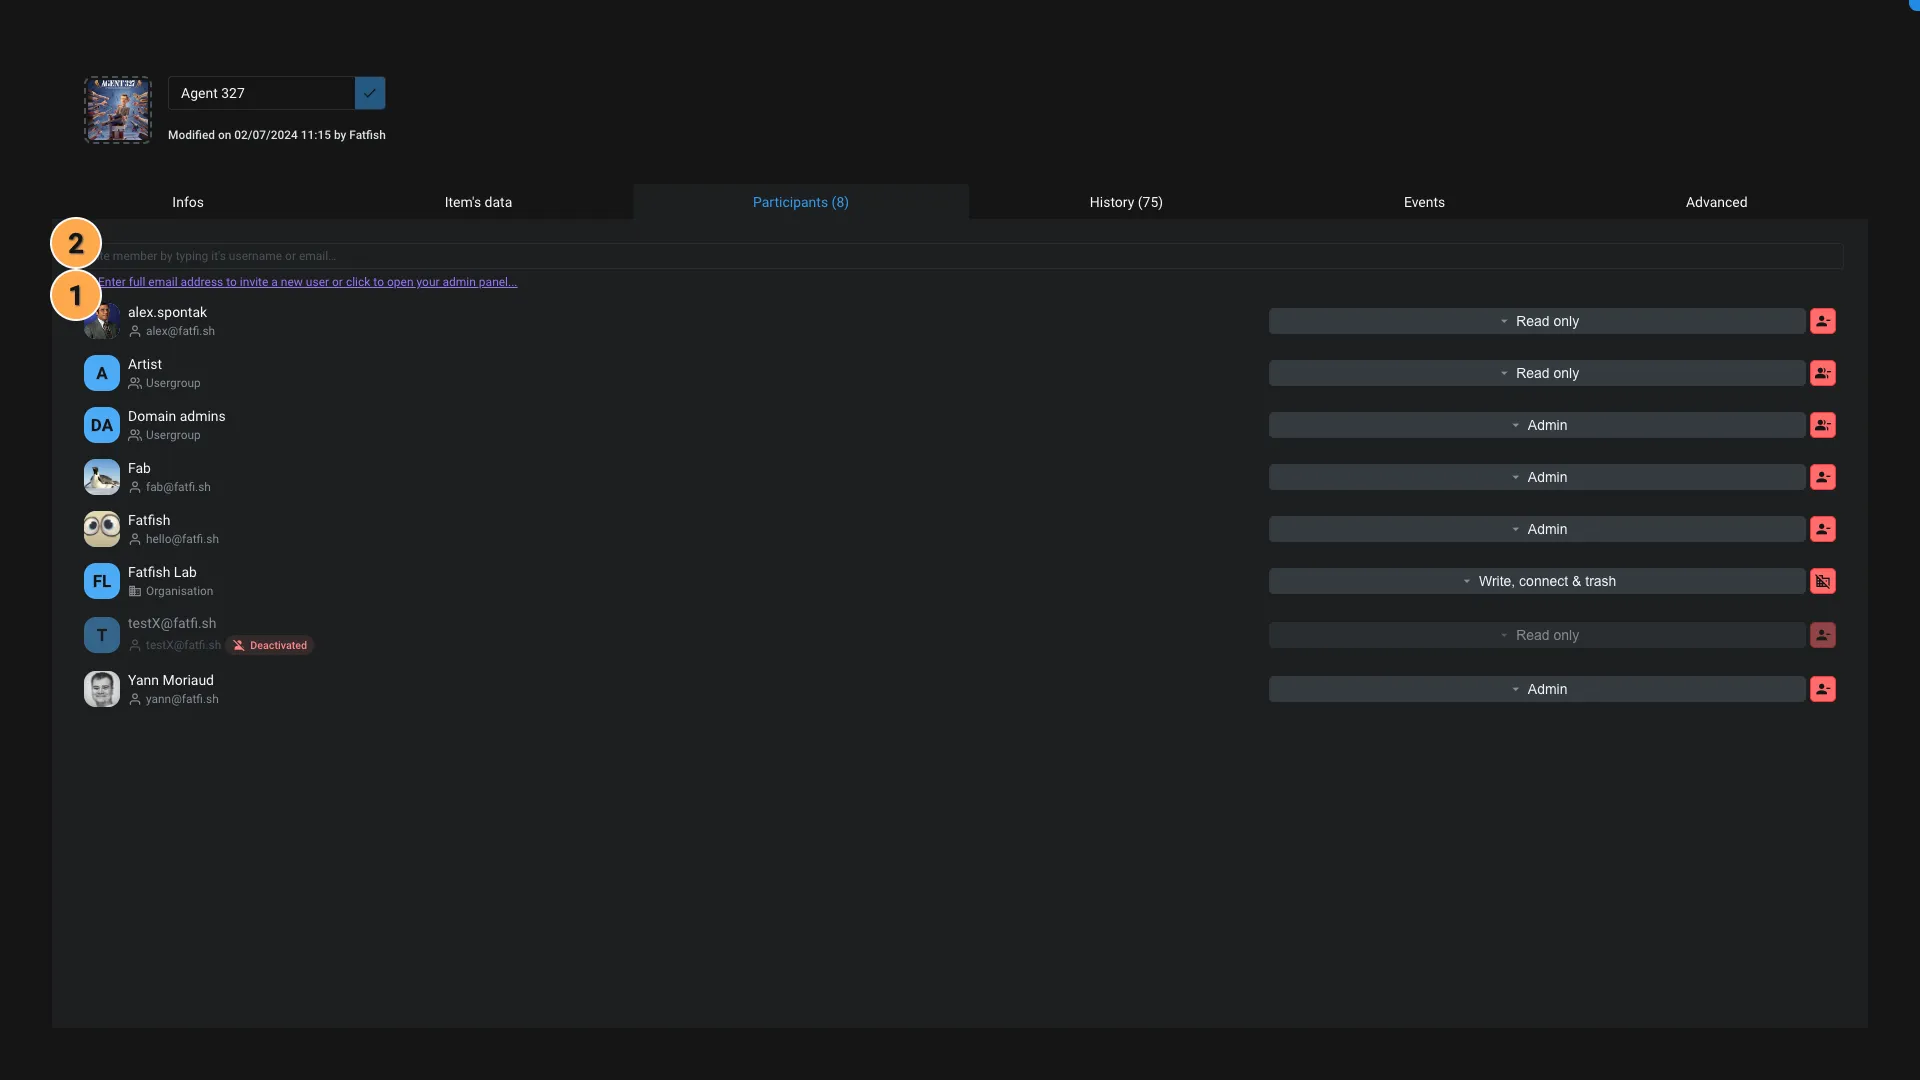 AGENT 327
Agent 327
Modified on 02/07/2024 11:15 by Fatfish
Infos
Item's data
Participants (8)
History (75)
Events
Advanced
2
member by typing it's username or email...
1
Enter full email address to invite a new user or click to open your admin panel...
alex.spontak
alex@fatfi.sh
Read only
A
Artist
Usergroup
Read only
DA
Domain admins
Usergroup
Admin
Fab
fab@fatfi.sh
Admin
Fatfish
hello@fatfi.sh
Admin
FL
Fatfish Lab
Organisation
Write, connect & trash
T
testX@fatfi.sh
testX@fatfi.sh
Deactivated
Read only
Yann Moriaud
yann@fatfi.sh
Admin